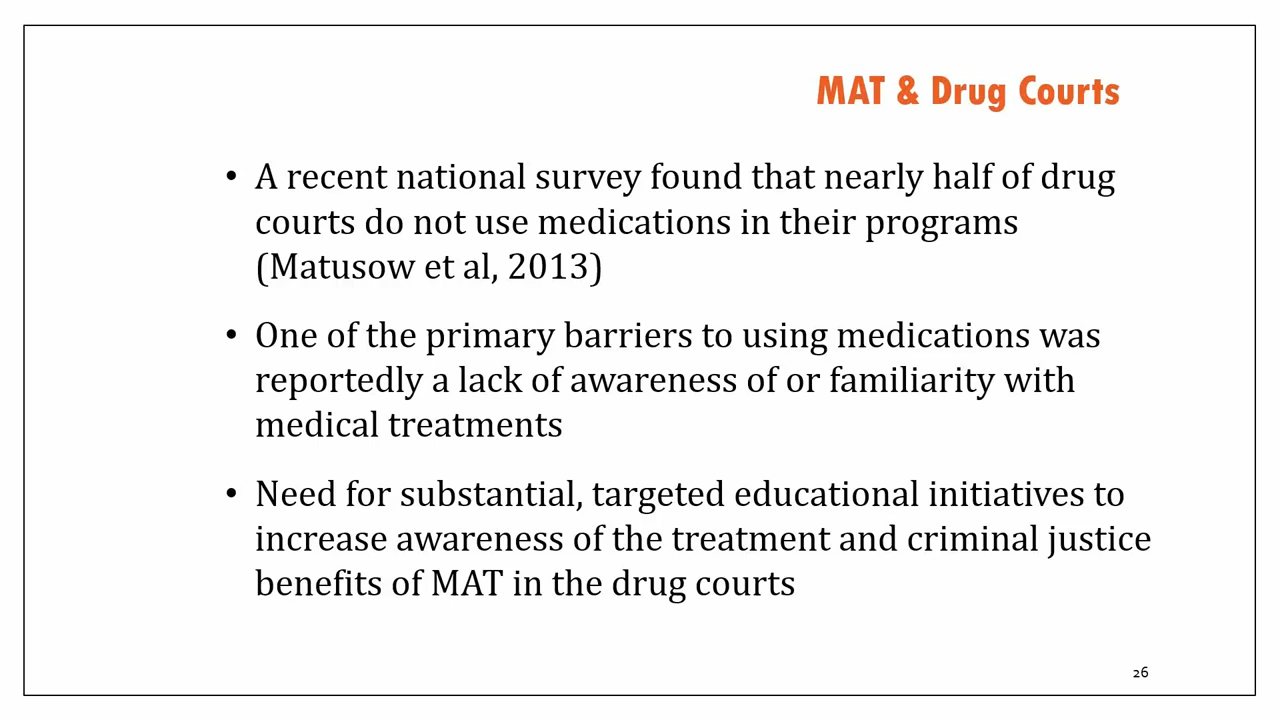 MAT & Drug Courts
• A recent national survey found that nearly half of drug
courts do not use medications in their programs
(Matusow et al, 2013)
• One of the primary barriers to using medications was
reportedly a lack of awareness of or familiarity with
medical treatments
• Need for substantial, targeted educational initiatives to
increase awareness of the treatment and criminal justice
benefits of MAT in the drug courts
26